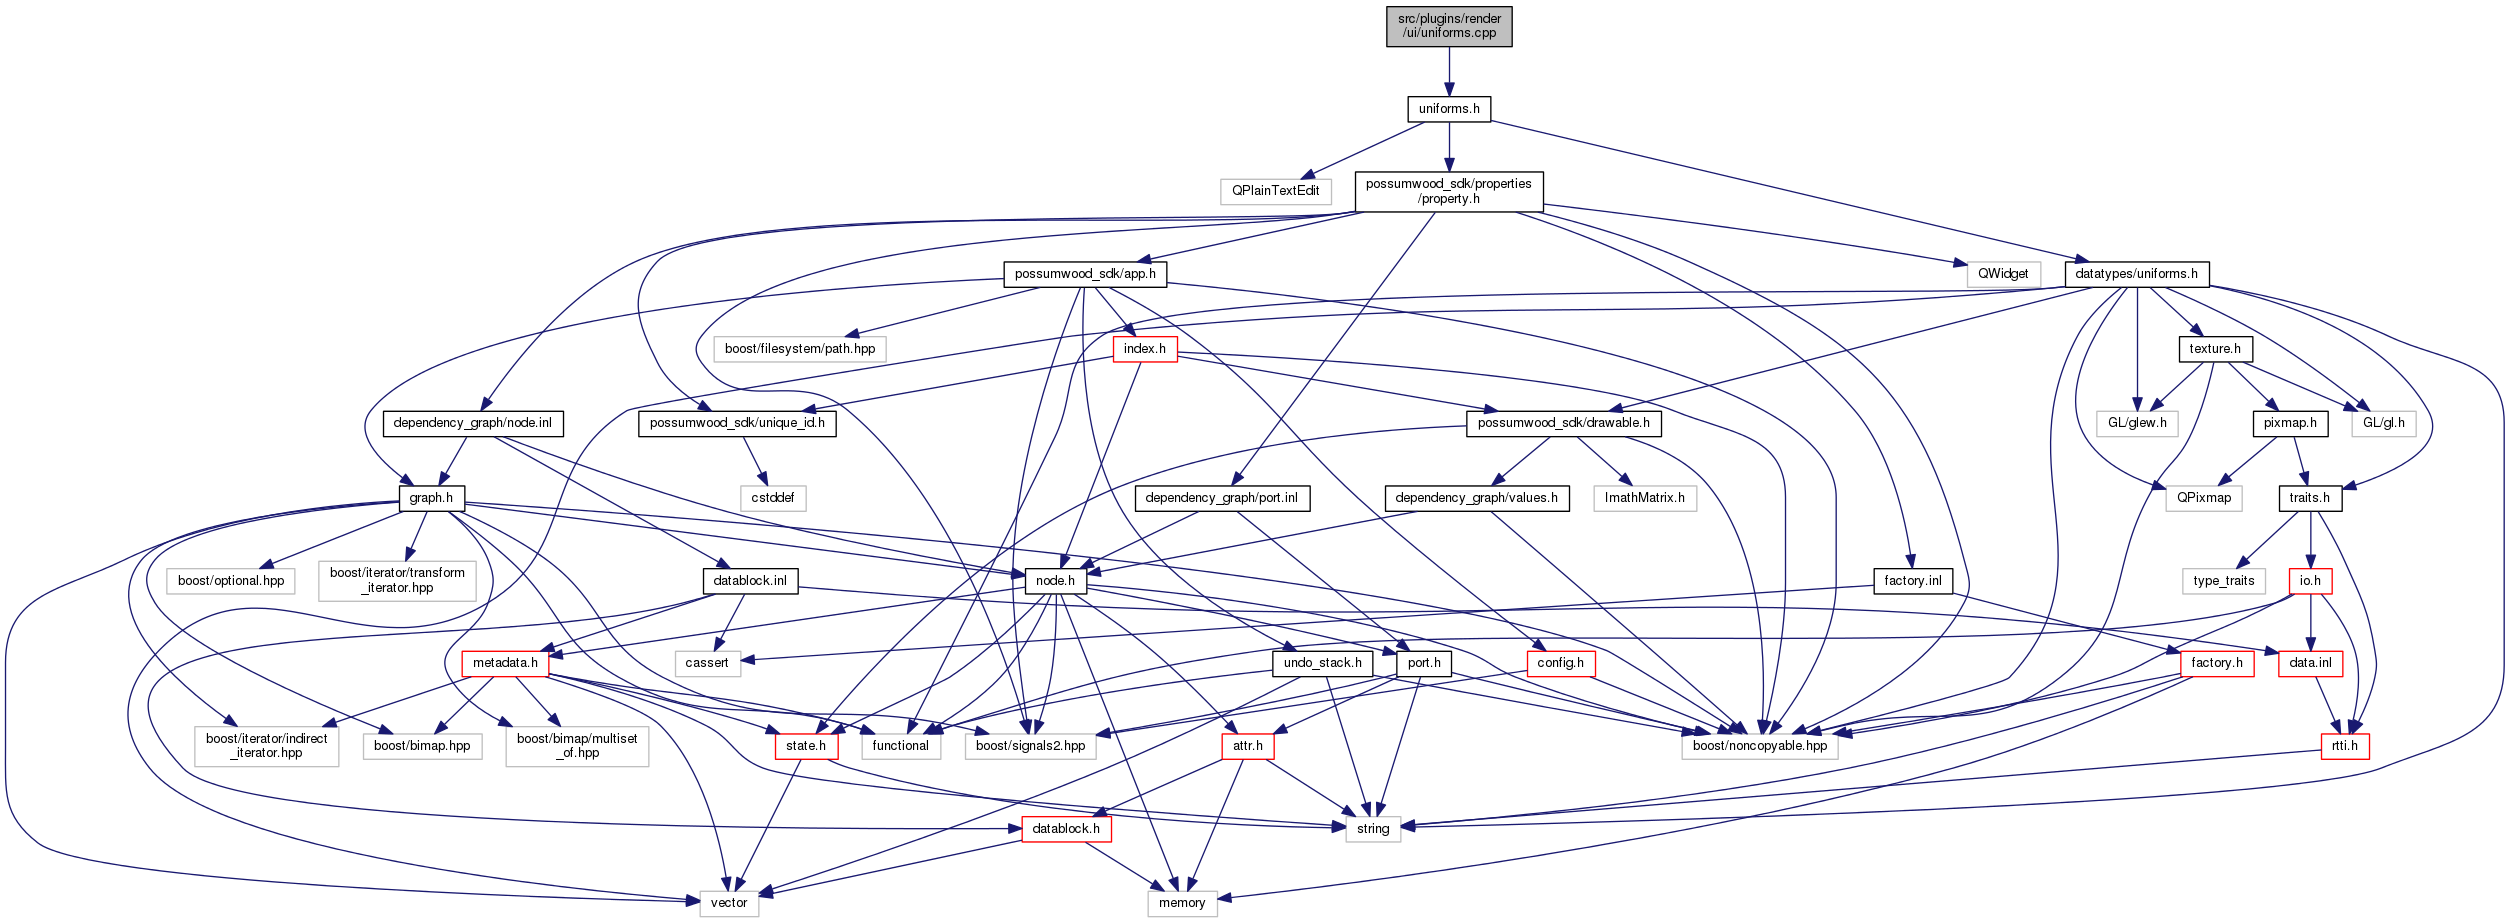 src/plugins/render
/ui/uniforms.cpp
uniforms.h
QPlainTextEdit
possumwood_sdk/properties
/property.h
possumwood_sdk/app.h
QWidget
datatypes/uniforms.h
boost/filesystem/path.hpp
index.h
texture.h
dependency_graph/node.inl
possumwood_sdk/unique_id.h
possumwood_sdk/drawable.h
GL/glew.h
pixmap.h
GL/gl.h
graph.h
cstddef
dependency_graph/port.inl
dependency_graph/values.h
ImathMatrix.h
QPixmap
traits.h
boost/optional.hpp
boost/iterator/transform
_iterator.hpp
datablock.inl
node.h
factory.inl
type_traits
io.h
metadata.h
cassert
undo_stack.h
port.h
config.h
factory.h
data.inl
boost/iterator/indirect
_iterator.hpp
boost/bimap.hpp
boost/bimap/multiset
_of.hpp
state.h
functional
boost/signals2.hpp
attr.h
boost/noncopyable.hpp
rtti.h
datablock.h
string
vector
memory